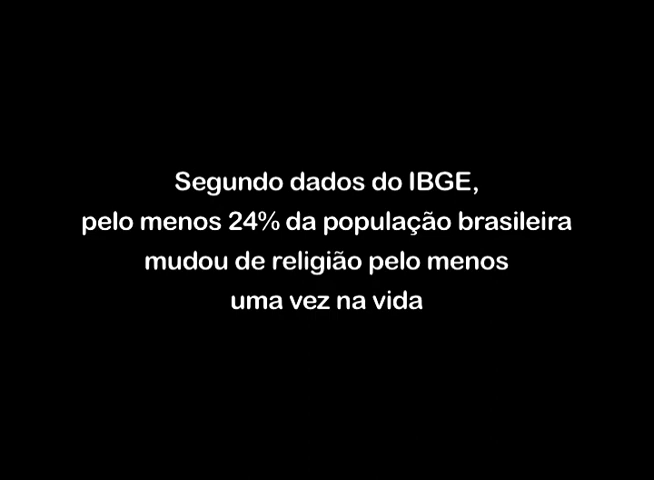 Segundo dados do IBGE,
pelo menos 24% da população brasileira
mudou de religião pelo menos
uma vez na vida